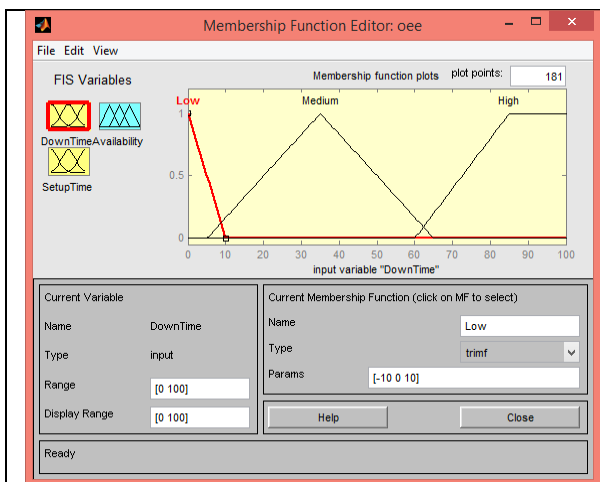 Membership Function Editor: oee
File Edit View
FIS Variables
Membership function plots plot points: 181
DownTime Availability
SetupTime
Low Medium High
1
0.5
0
0 10 20 30 40 50 60 70 80 90 100
input variable "DownTime"
Current Variable
Name DownTime
Type input
Range [0 100]
Display Range [0 100]
Current Membership Function (click on MF to select)
Name Low
Type trimf
Params [-10 0 10]
Help Close
Ready